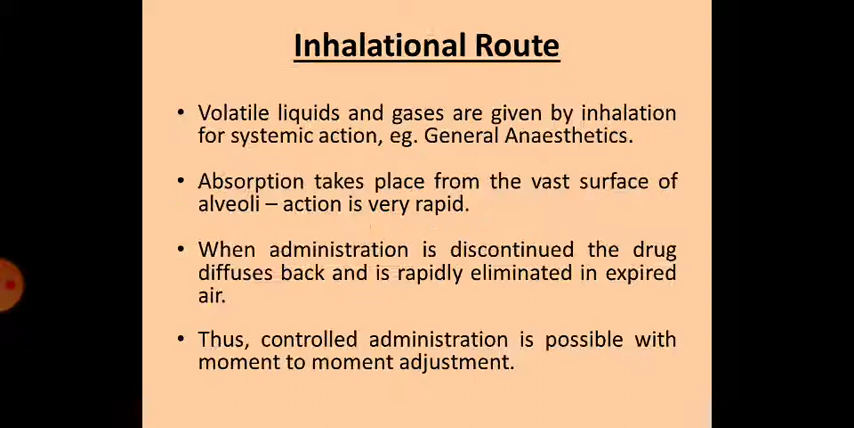 Inhalational Route
• Volatile liquids and gases are given by inhalation
for systemic action, eg. General Anaesthetics.
• Absorption takes place from the vast surface of
alveoli – action is very rapid.
• When administration is discontinued the drug
diffuses back and is rapidly eliminated in expired
air.
• Thus, controlled administration is possible with
moment to moment adjustment.